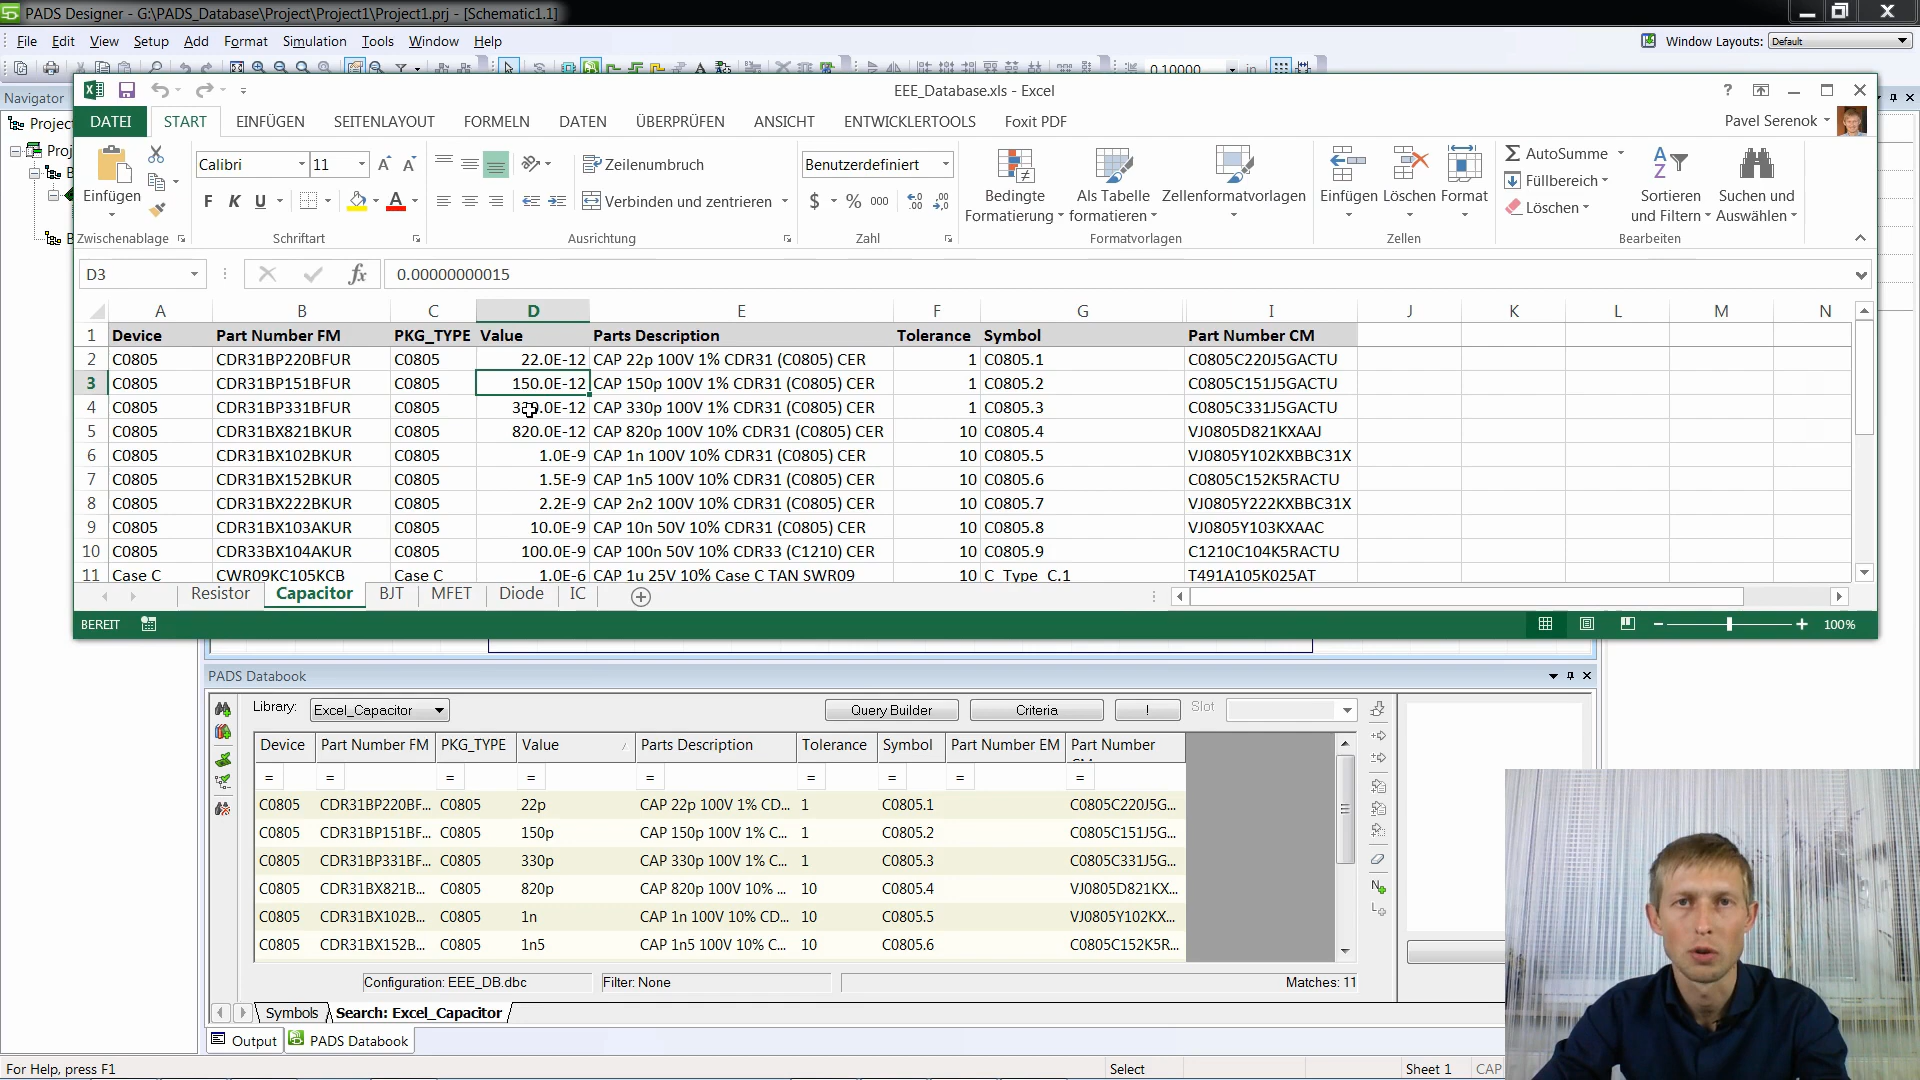 PADS Designer - G:\PADS_Database\Project\Project1\Project1.prj - [Schematic1.1]
File Edit View Setup Add Format Simulation Tools Window Help
Window Layouts: Default
0.10000 in
Navigator
EEE_Database.xls - Excel
DATEI START EINFÜGEN SEITENLAYOUT FORMELN DATEN ÜBERPRÜFEN ANSICHT ENTWICKLERTOOLS Foxit PDF
Pavel Serenok
Einfügen
Calibri 11
Zeilenumbruch
Verbinden und zentrieren
Benutzerdefiniert
Bedingte Formatierung
Als Tabelle formatieren
Zellenformatvorlagen
Einfügen Löschen Format
AutoSumme
Füllbereich
Löschen
Sortieren und Filtern
Suchen und Auswählen
Zwischenablage Schriftart Ausrichtung Zahl Formatvorlagen Zellen Bearbeiten
D3 fx 0.00000000015
A B C D E F G I J K L M N
1 Device Part Number FM PKG_TYPE Value Parts Description Tolerance Symbol Part Number CM
2 C0805 CDR31BP220BFUR C0805 22.0E-12 CAP 22p 100V 1% CDR31 (C0805) CER 1 C0805.1 C0805C220J5GACTU
3 C0805 CDR31BP151BFUR C0805 150.0E-12 CAP 150p 100V 1% CDR31 (C0805) CER 1 C0805.2 C0805C151J5GACTU
4 C0805 CDR31BP331BFUR C0805 CAP 330p 100V 1% CDR31 (C0805) CER 1 C0805.3 C0805C331J5GACTU
5 C0805 CDR31BX821BKUR C0805 820.0E-12 CAP 820p 100V 10% CDR31 (C0805) CER 10 C0805.4 VJ0805D821KXAAJ
6 C0805 CDR31BX102BKUR C0805 1.0E-9 CAP 1n 100V 10% CDR31 (C0805) CER 10 C0805.5 VJ0805Y102KXBBC31X
7 C0805 CDR31BX152BKUR C0805 1.5E-9 CAP 1n5 100V 10% CDR31 (C0805) CER 10 C0805.6 C0805C152K5RACTU
8 C0805 CDR31BX222BKUR C0805 2.2E-9 CAP 2n2 100V 10% CDR31 (C0805) CER 10 C0805.7 VJ0805Y222KXBBC31X
9 C0805 CDR31BX103AKUR C0805 10.0E-9 CAP 10n 50V 10% CDR31 (C0805) CER 10 C0805.8 VJ0805Y103KXAAC
10 C0805 CDR33BX104AKUR C0805 100.0E-9 CAP 100n 50V 10% CDR33 (C1210) CER 10 C0805.9 C1210C104K5RACTU
11 Case C CWR09KC105KCB Case C 1.0E-6 CAP 1u 25V 10% Case C TAN SWR09 10 C_Type_C.1 T491A105K025AT
Resistor Capacitor BJT MFET Diode IC
BEREIT 100%
PADS Databook
Library: Excel_Capacitor Query Builder Criteria ! Slot
Device Part Number FM PKG_TYPE Value Parts Description Tolerance Symbol Part Number EM Part Number
= = = = = = = = =
C0805 CDR31BP220BF... C0805 22p CAP 22p 100V 1% CD... 1 C0805.1 C0805C220J5G...
C0805 CDR31BP151BF... C0805 150p CAP 150p 100V 1% C... 1 C0805.2 C0805C151J5G...
C0805 CDR31BP331BF... C0805 330p CAP 330p 100V 1% C... 1 C0805.3 C0805C331J5G...
C0805 CDR31BX821B... C0805 820p CAP 820p 100V 10% ... 10 C0805.4 VJ0805D821KX...
C0805 CDR31BX102B... C0805 1n CAP 1n 100V 10% CD... 10 C0805.5 VJ0805Y102KX...
C0805 CDR31BX152B... C0805 1n5 CAP 1n5 100V 10% C... 10 C0805.6 C0805C152K5R...
Configuration: EEE_DB.dbc Filter: None Matches: 11
Symbols Search: Excel_Capacitor
Output PADS Databook
For Help, press F1 Select Sheet 1 CAP